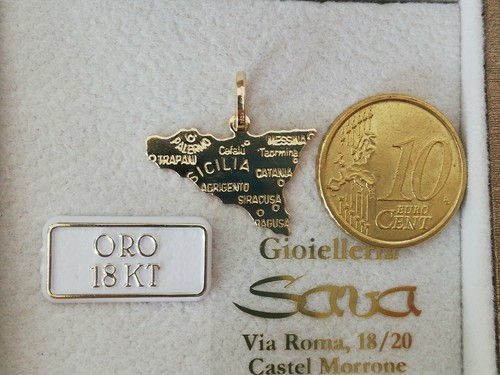 PALERMO
TRAPANI
Cefalù
MESSINA
Taormina
SICILIA
CATANIA
AGRIGENTO
SIRACUSA
RAGUSA
10
EURO
CENT
ORO
18 KT
Gioielleria
Sava
Via Roma, 18/20
Castel Morrone